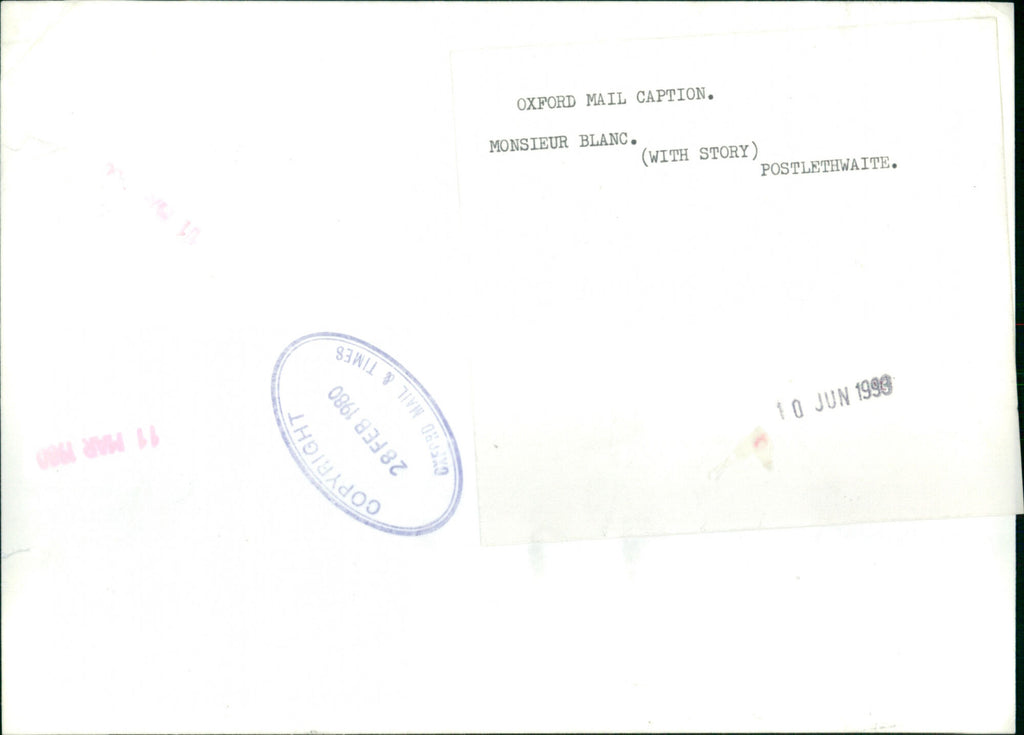 OXFORD MAIL CAPTION.
MONSIEUR BLANC.
(WITH STORY)
POSTLETHWAITE.
10 JUN 1993
COPYRIGHT
28 FEB 1980
OXFORD MAIL & TIMES
11 MAR 1980